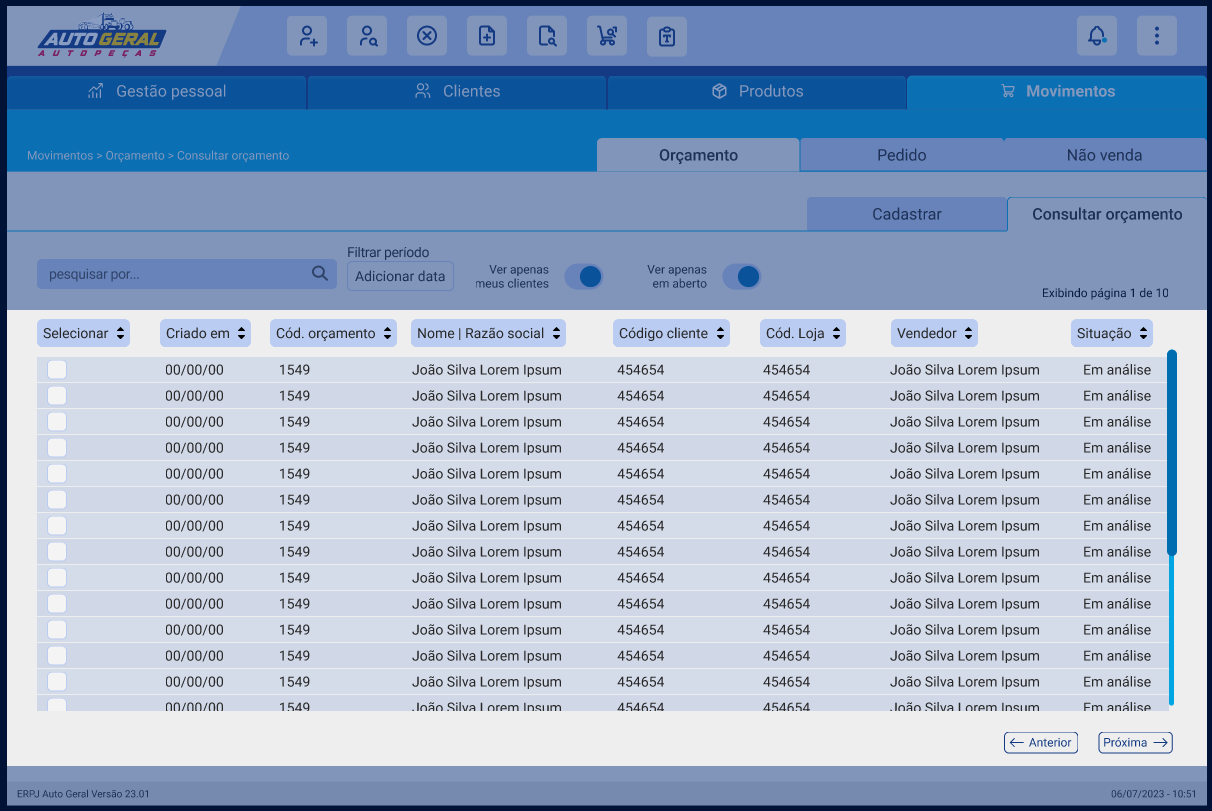 AUTO GERAL
AUTOPEÇAS
Gestão pessoal Clientes Produtos Movimentos
Movimentos > Orçamento > Consultar orçamento Orçamento Pedido Não venda
Cadastrar Consultar orçamento
Filtrar período
pesquisar por... Adicionar data
Ver apenas
meus clientes
Ver apenas
em aberto
Exibindo página 1 de 10
Selecionar Criado em Cód. orçamento Nome | Razão social Código cliente Cód. Loja Vendedor Situação
00/00/00 1549 João Silva Lorem Ipsum 454654 454654 João Silva Lorem Ipsum Em análise
00/00/00 1549 João Silva Lorem Ipsum 454654 454654 João Silva Lorem Ipsum Em análise
00/00/00 1549 João Silva Lorem Ipsum 454654 454654 João Silva Lorem Ipsum Em análise
00/00/00 1549 João Silva Lorem Ipsum 454654 454654 João Silva Lorem Ipsum Em análise
00/00/00 1549 João Silva Lorem Ipsum 454654 454654 João Silva Lorem Ipsum Em análise
00/00/00 1549 João Silva Lorem Ipsum 454654 454654 João Silva Lorem Ipsum Em análise
00/00/00 1549 João Silva Lorem Ipsum 454654 454654 João Silva Lorem Ipsum Em análise
00/00/00 1549 João Silva Lorem Ipsum 454654 454654 João Silva Lorem Ipsum Em análise
00/00/00 1549 João Silva Lorem Ipsum 454654 454654 João Silva Lorem Ipsum Em análise
00/00/00 1549 João Silva Lorem Ipsum 454654 454654 João Silva Lorem Ipsum Em análise
00/00/00 1549 João Silva Lorem Ipsum 454654 454654 João Silva Lorem Ipsum Em análise
00/00/00 1549 João Silva Lorem Ipsum 454654 454654 João Silva Lorem Ipsum Em análise
00/00/00 1549 João Silva Lorem Ipsum 454654 454654 João Silva Lorem Ipsum Em análise
00/00/00 1549 João Silva Lorem Ipsum 454654 454654 João Silva Lorem Ipsum Em análise
← Anterior Próxima →
ERPJ Auto Geral Versão 23.01 06/07/2023 - 10:51